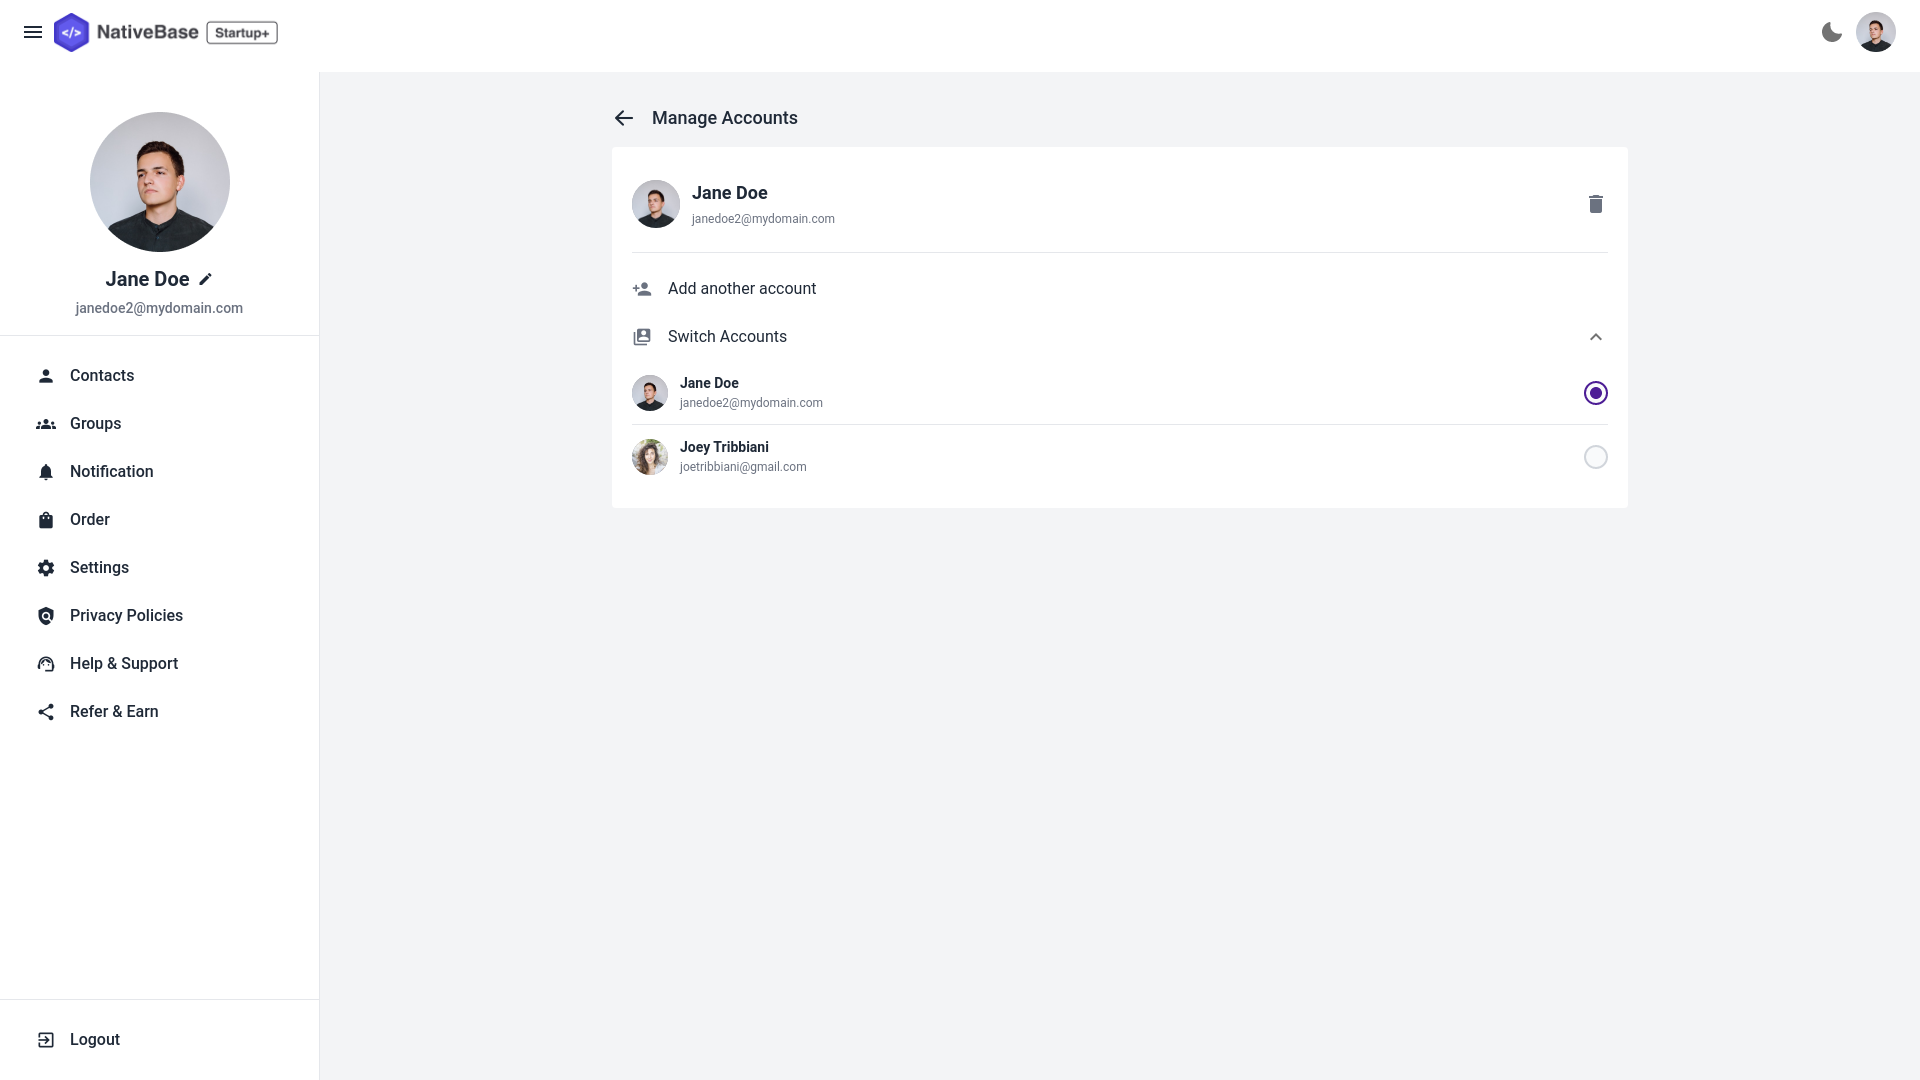 </> NativeBase Startup+
Jane Doe
janedoe2@mydomain.com
Contacts
Groups
Notification
Order
Settings
Privacy Policies
Help & Support
Refer & Earn
Logout
Manage Accounts
Jane Doe
janedoe2@mydomain.com
Add another account
Switch Accounts
Jane Doe
janedoe2@mydomain.com
Joey Tribbiani
joetribbiani@gmail.com